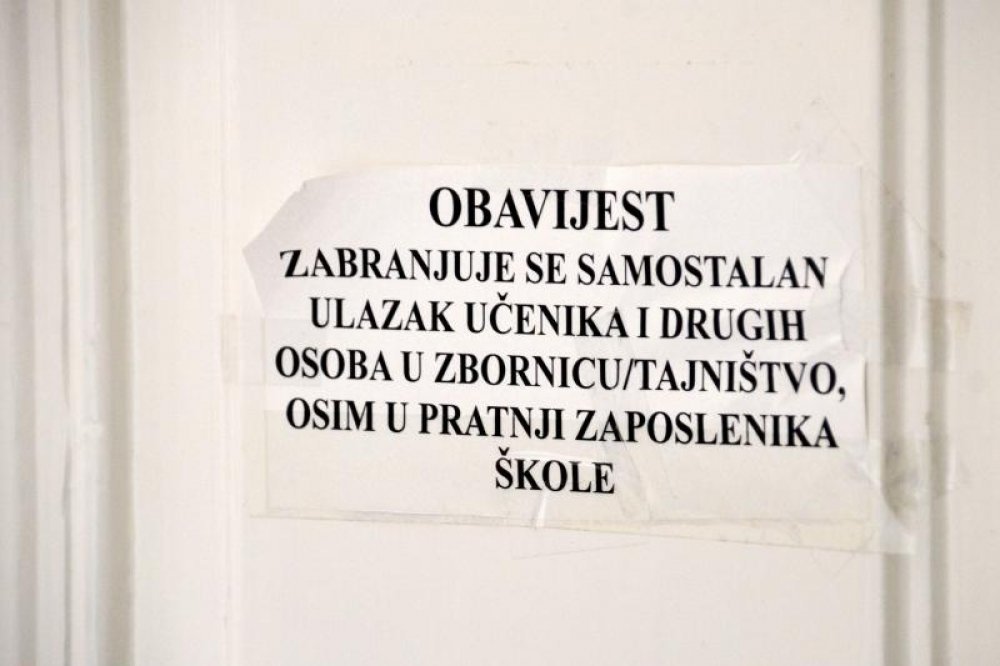 OBAVIJEST
ZABRANJUJE SE SAMOSTALAN
ULAZAK UČENIKA I DRUGIH
OSOBA U ZBORNICU/TAJNIŠTVO,
OSIM U PRATNJI ZAPOSLENIKA
ŠKOLE